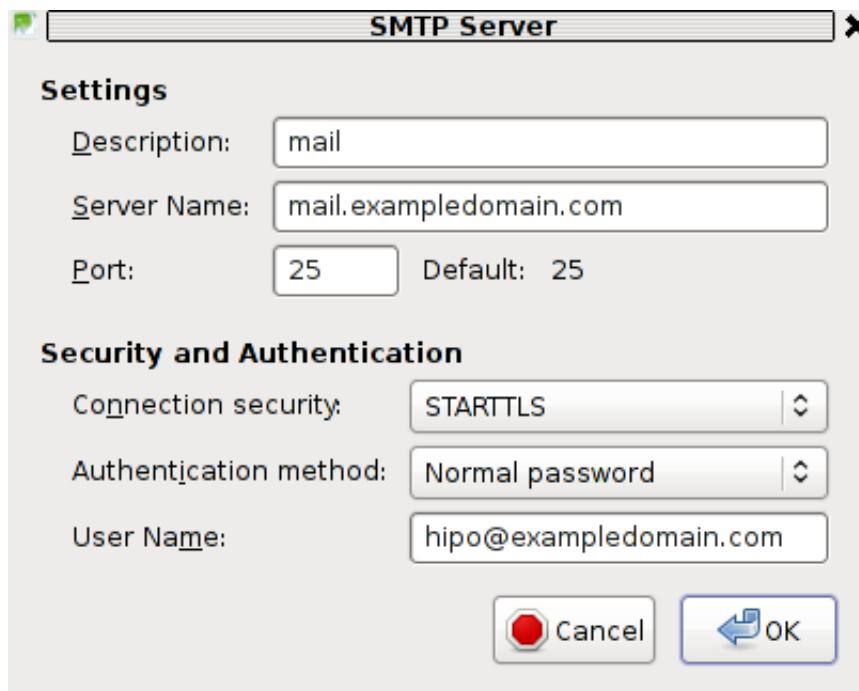 SMTP Server
Settings
Description: mail
Server Name: mail.exampledomain.com
Port: 25 Default: 25
Security and Authentication
Connection security: STARTTLS
Authentication method: Normal password
User Name: hipo@exampledomain.com
Cancel OK